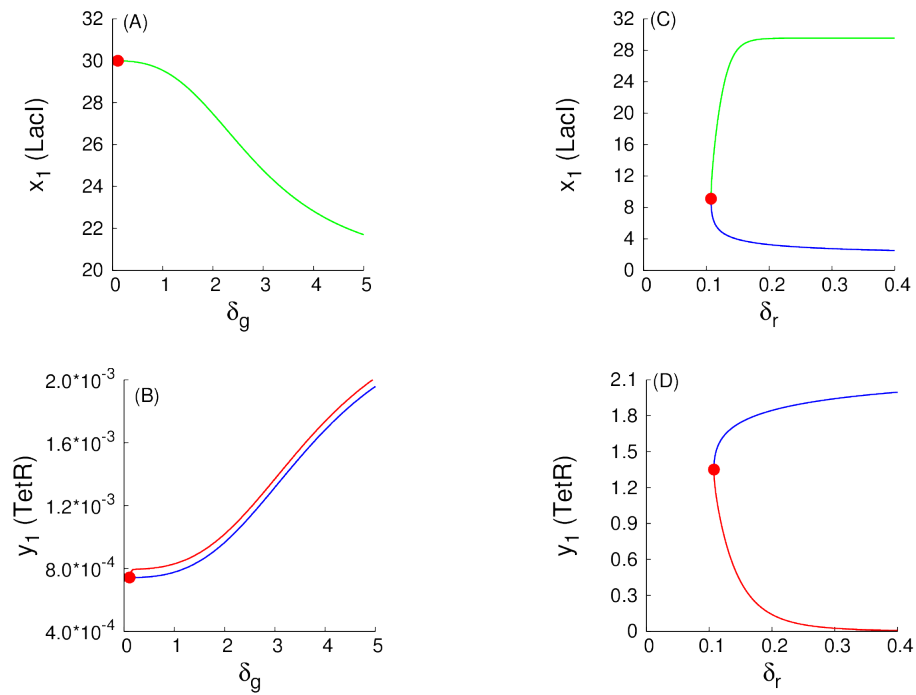 (A)
32
30
28
26
24
22
20
x1 (LacI)
0 1 2 3 4 5
δg
(C)
32
28
24
20
16
12
8
4
0
x1 (LacI)
0 0.1 0.2 0.3 0.4
δr
(B)
2.0*10-3
1.6*10-3
1.2*10-3
8.0*10-4
4.0*10-4
y1 (TetR)
0 1 2 3 4 5
δg
(D)
2.1
1.8
1.5
1.2
0.9
0.6
0.3
0
y1 (TetR)
0 0.1 0.2 0.3 0.4
δr